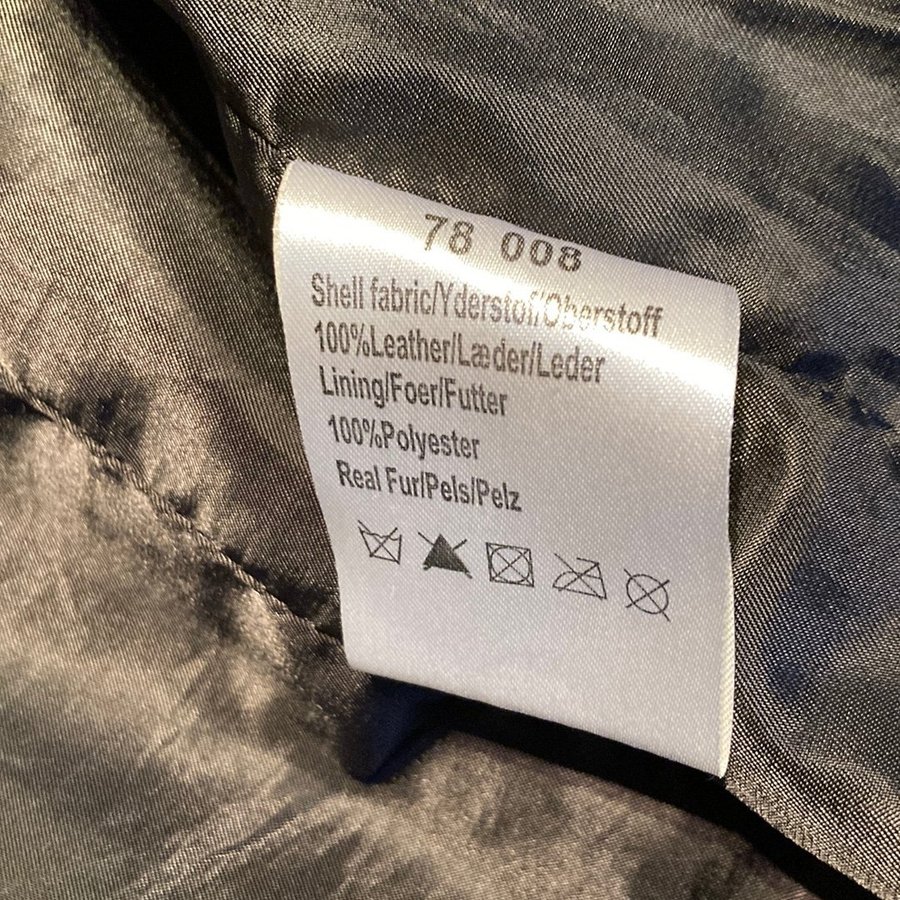 78 008
Shell fabric/Yderstof/Oberstoff
100%Leather/Læder/Leder
Lining/Foer/Futter
100%Polyester
Real Fur/Pels/Pelz